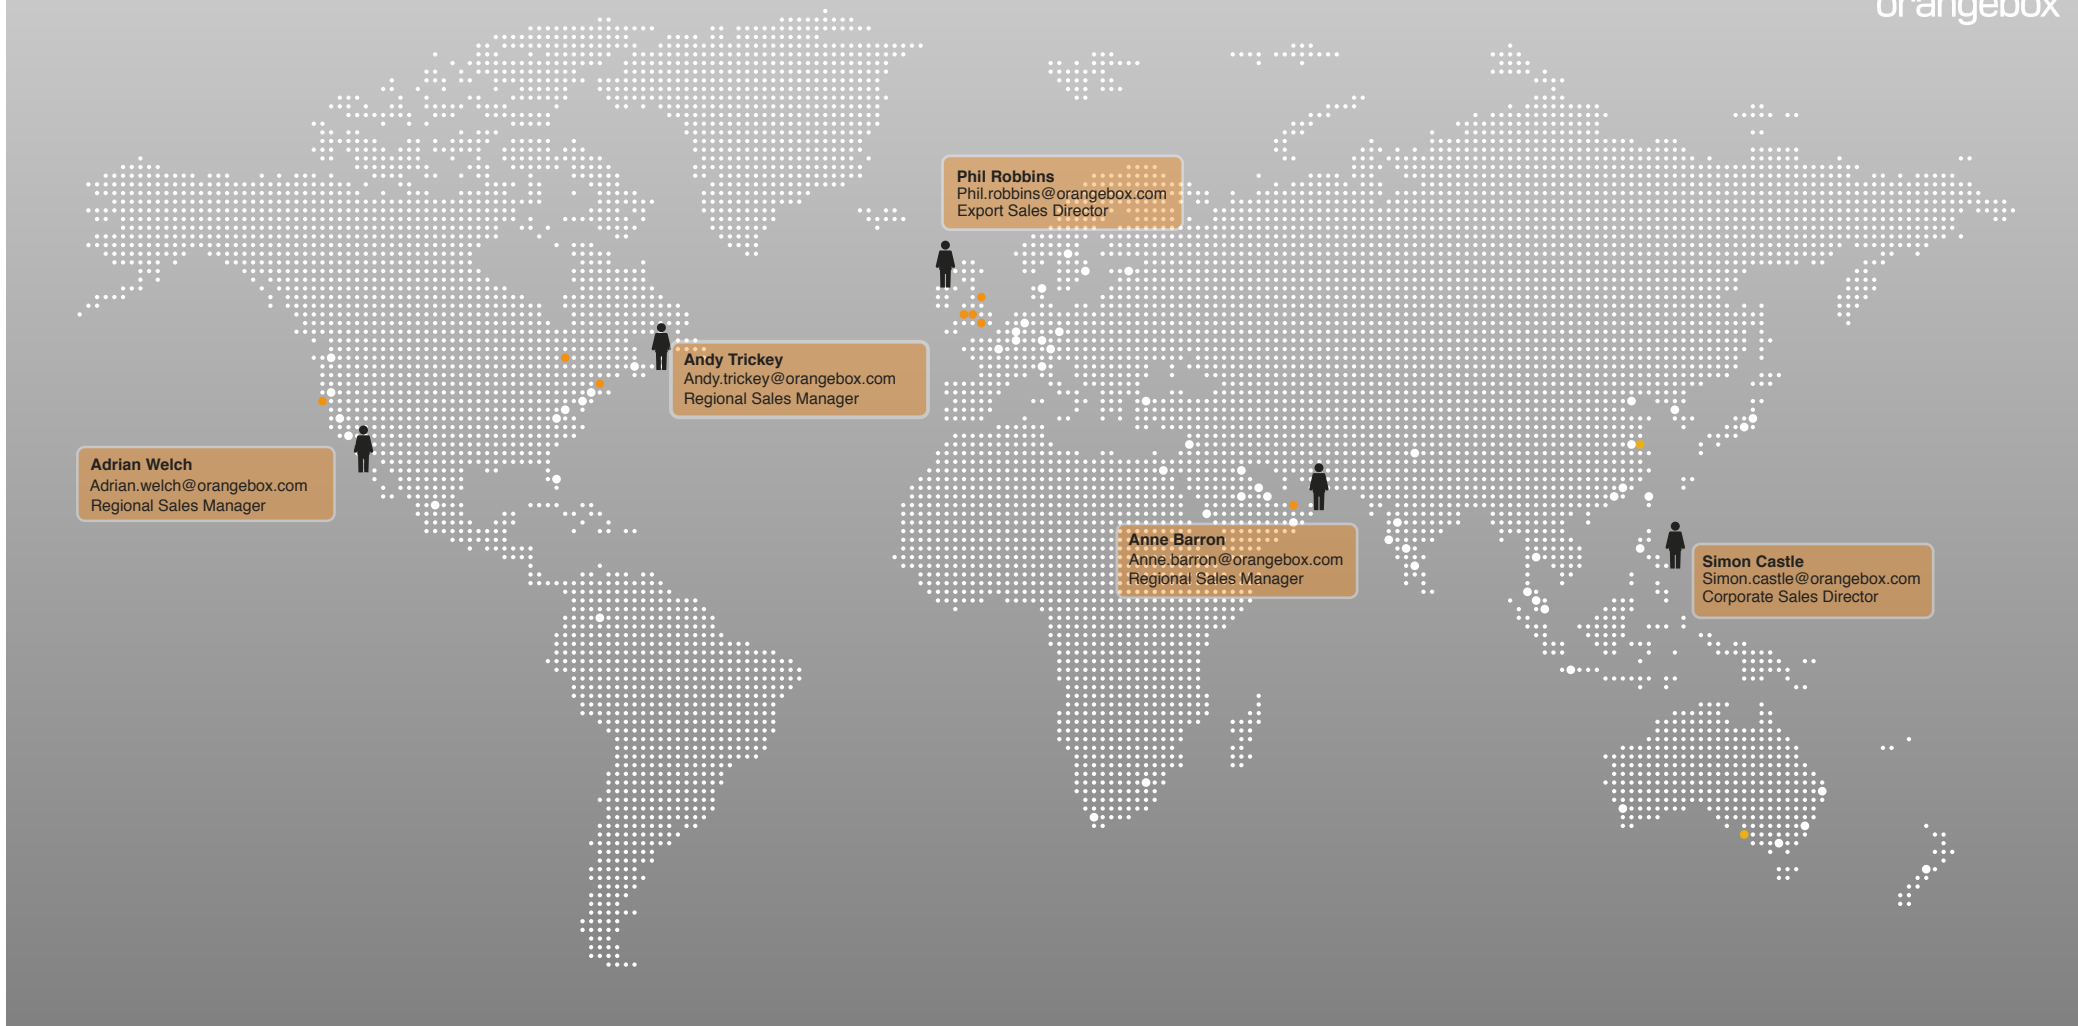 orangebox
Phil Robbins
Phil.robbins@orangebox.com
Export Sales Director
Andy Trickey
Andy.trickey@orangebox.com
Regional Sales Manager
Adrian Welch
Adrian.welch@orangebox.com
Regional Sales Manager
Anne Barron
Anne.barron@orangebox.com
Regional Sales Manager
Simon Castle
Simon.castle@orangebox.com
Corporate Sales Director